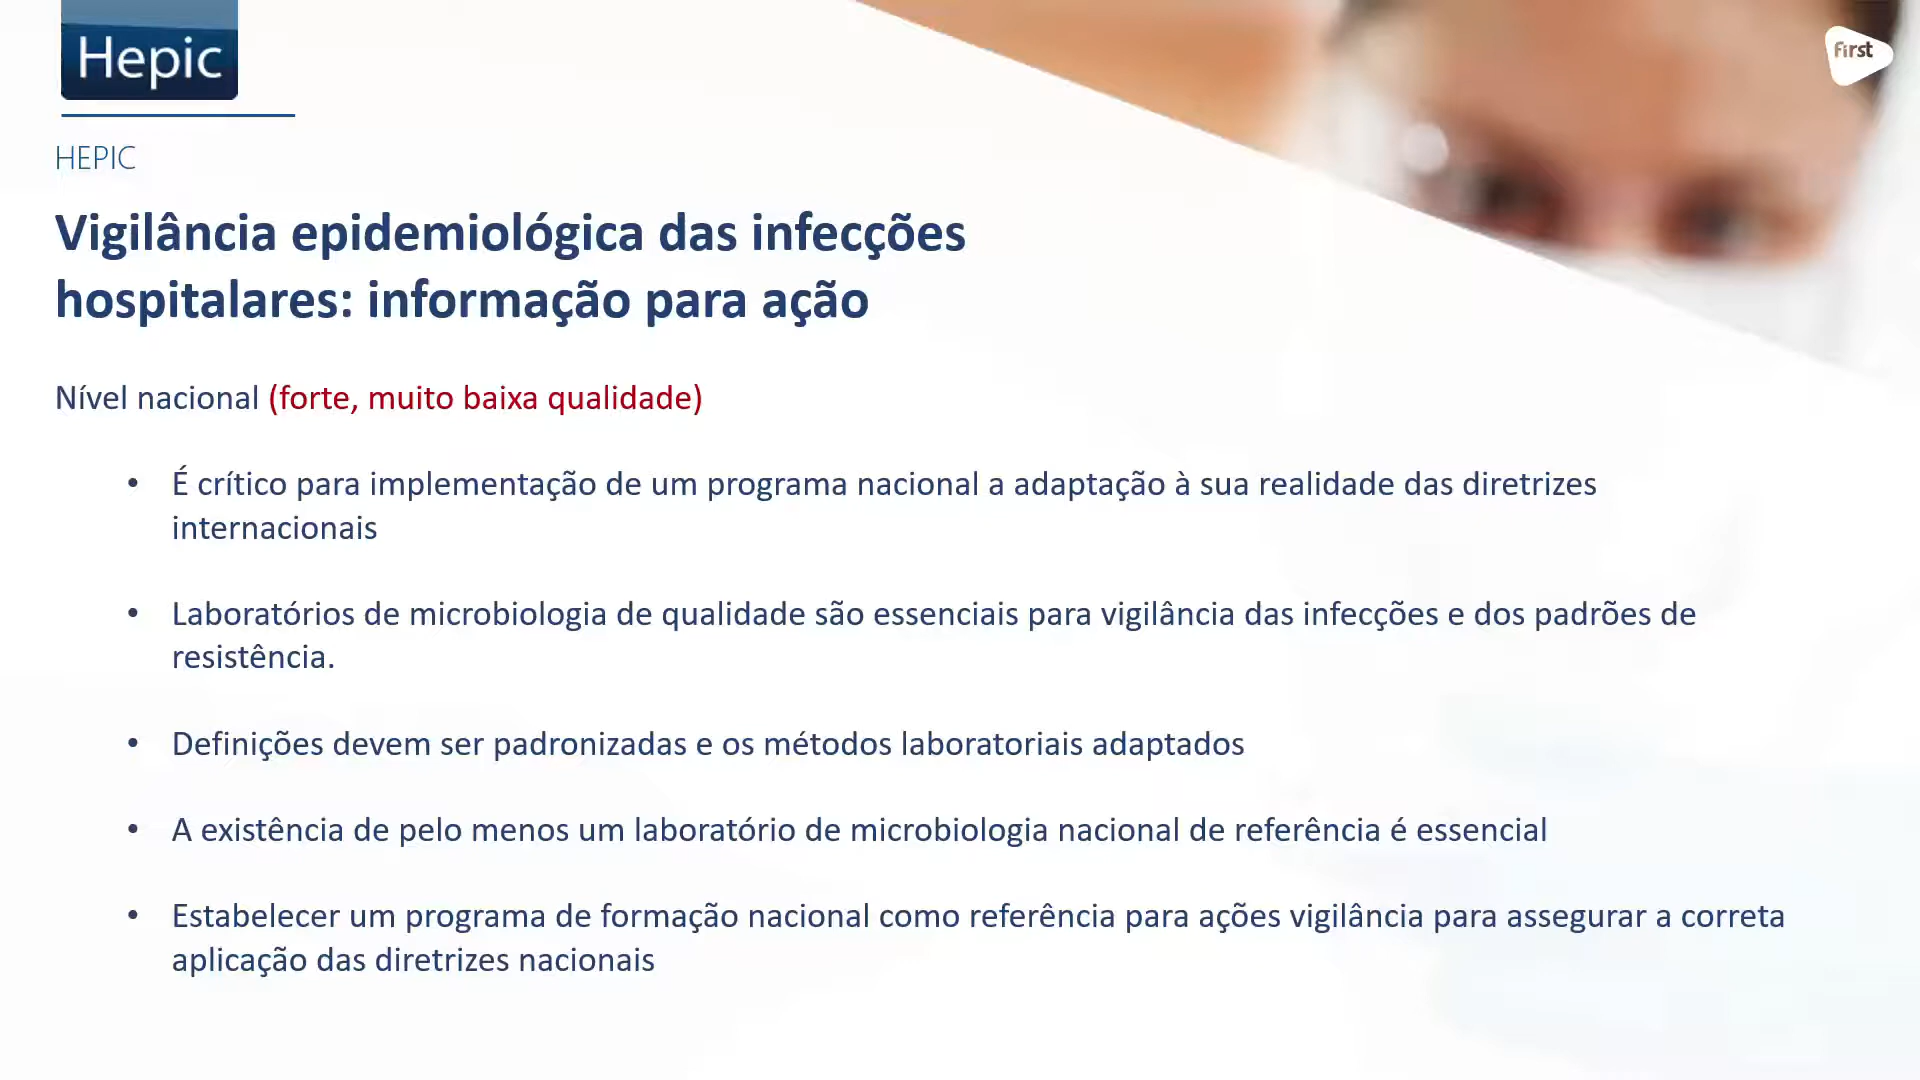 Hepic
first
HEPIC
Vigilância epidemiológica das infecções
hospitalares: informação para ação
Nível nacional (forte, muito baixa qualidade)
• É crítico para implementação de um programa nacional a adaptação à sua realidade das diretrizes
internacionais
• Laboratórios de microbiologia de qualidade são essenciais para vigilância das infecções e dos padrões de
resistência.
• Definições devem ser padronizadas e os métodos laboratoriais adaptados
• A existência de pelo menos um laboratório de microbiologia nacional de referência é essencial
• Estabelecer um programa de formação nacional como referência para ações vigilância para assegurar a correta
aplicação das diretrizes nacionais